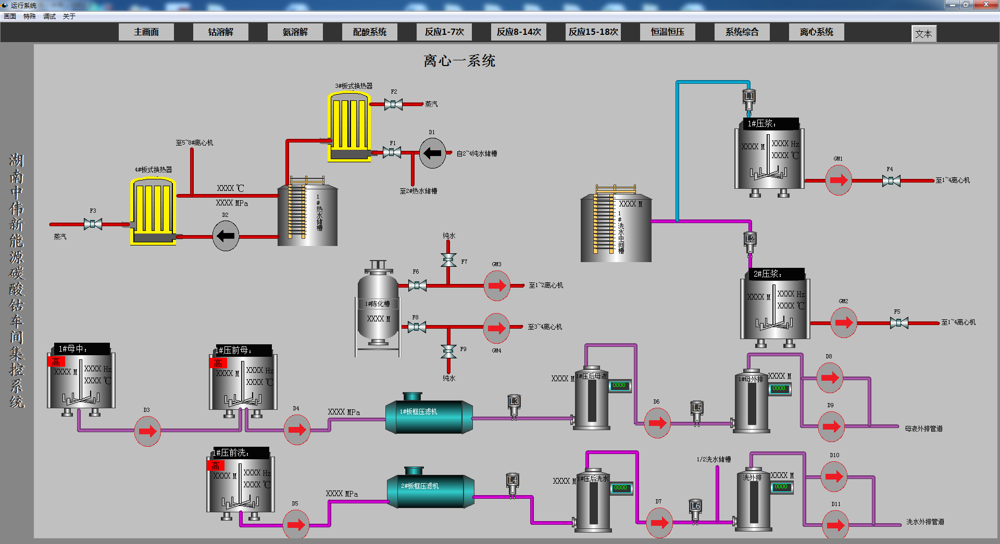 运行系统
画面 特殊 调试 关于
主画面 钴溶解 氨溶解 配酸系统 反应1-7次 反应8-14次 反应15-18次 恒温恒压 系统综合 离心系统 文本
离心一系统
湖南中伟新能源碳酸钴车间集控系统
3#板式换热器
F2
蒸汽
L1
1#压浆:
XXXX M
XXXX Hz
XXXX ℃
至5~8#离心机
F1
D1
自2~4纯水储槽
GM1
F4
至1~4离心机
4#板式换热器
XXXX ℃
XXXX MPa
至2#热水储槽
1#热水储槽
XXXX M
1#洗水中间槽
F3
蒸汽
D2
L2
纯水
F7
F6
GM3
至1~2离心机
2#压浆:
XXXX M
XXXX Hz
XXXX ℃
1#陈化槽
XXXX M
GM2
F5
至1~4离心机
F8
至3~4离心机
GM4
F9
纯水
1#母中:
高
XXXX M
XXXX Hz
XXXX ℃
1#压前母:
高
XXXX M
XXXX Hz
XXXX ℃
XXXX M
1#压后母液
0000
1#母外排
XXXX M
0000
D8
D3
D4
XXXX MPa
1#板框压滤机
L3
D6
L5
D9
母液外排管道
1#压前洗:
高
XXXX M
XXXX Hz
XXXX ℃
D5
XXXX MPa
2#板框压滤机
L4
XXXX M
1#压后洗水
0000
D7
L6
1/2洗水储槽
洗外排
XXXX M
0000
D10
D11
洗水外排管道